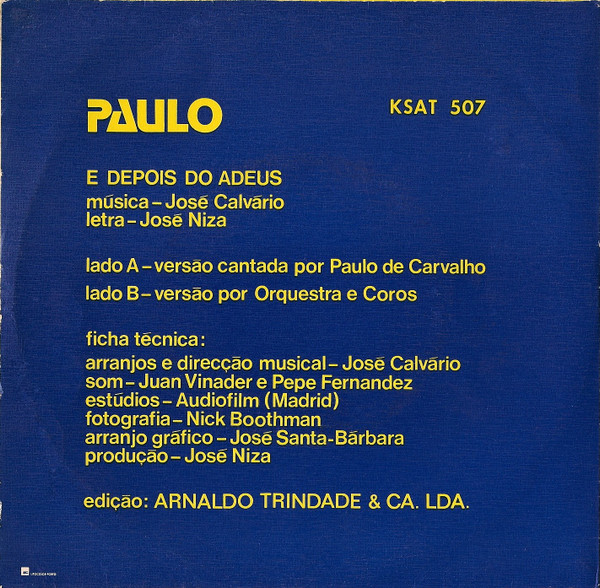 PAULO
KSAT 507
E DEPOIS DO ADEUS
música – José Calvário
letra – José Niza
lado A – versão cantada por Paulo de Carvalho
lado B – versão por Orquestra e Coros
ficha técnica:
arranjos e direcção musical – José Calvário
som – Juan Vinader e Pepe Fernandez
estúdios – Audiofilm (Madrid)
fotografia – Nick Boothman
arranjo gráfico – José Santa-Bárbara
produção – José Niza
edição: ARNALDO TRINDADE & CA. LDA.